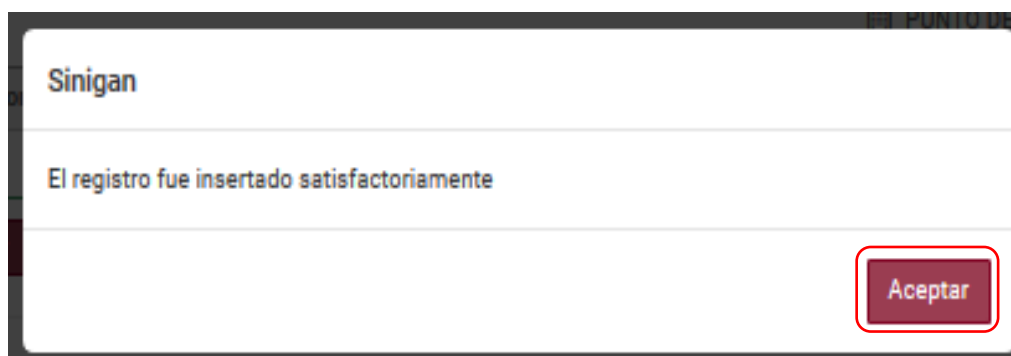 PUNTO DE
Sinigan
El registro fue insertado satisfactoriamente
Aceptar